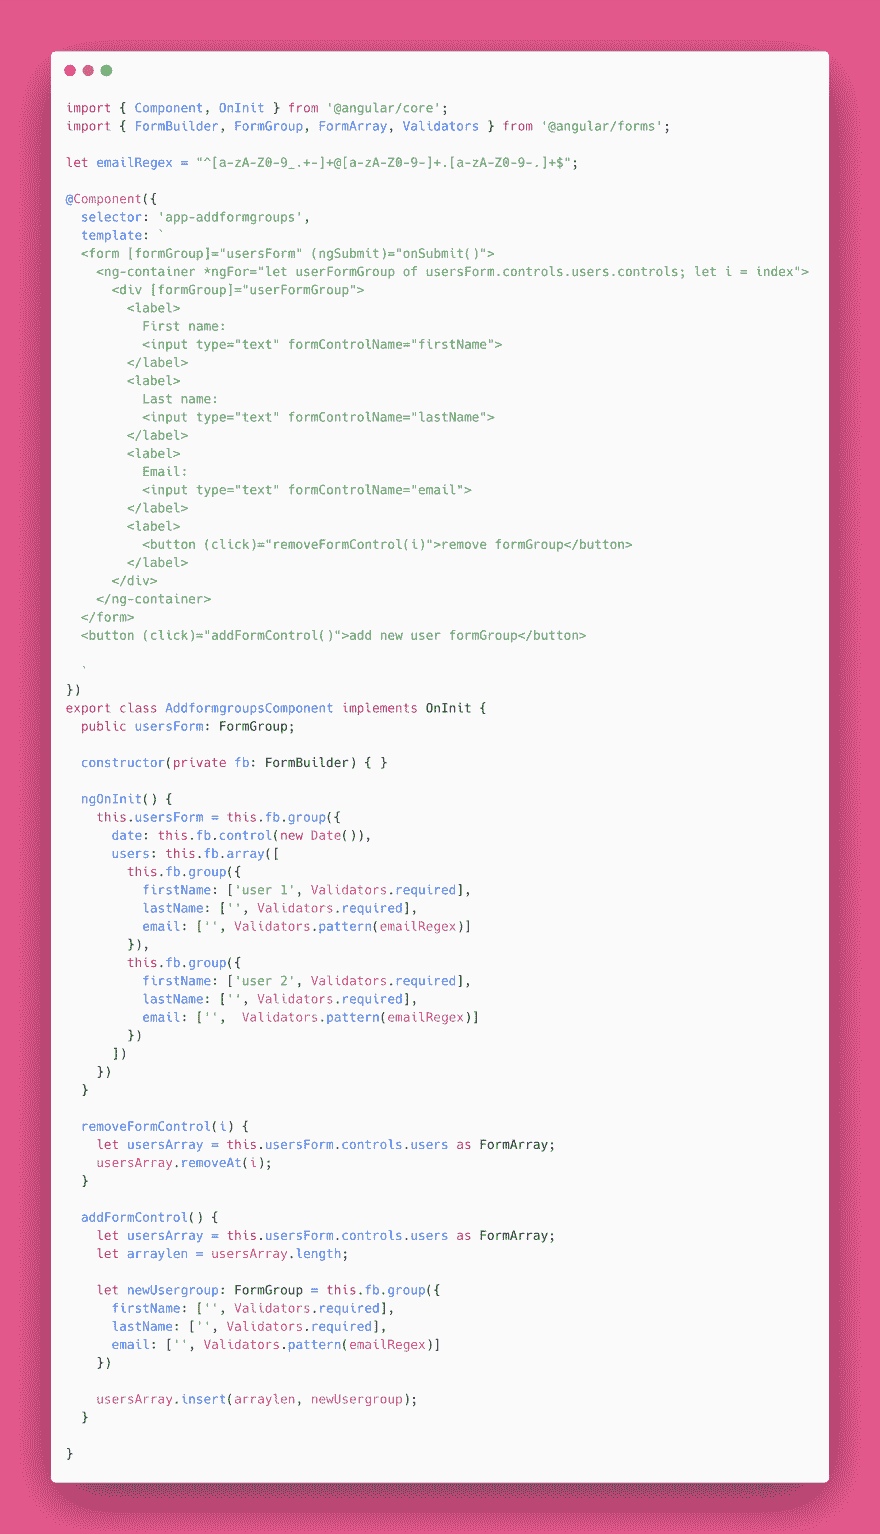 import { Component, OnInit } from '@angular/core';
import { FormBuilder, FormGroup, FormArray, Validators } from '@angular/forms';

let emailRegex = "^[a-zA-Z0-9_.+-]+@[a-zA-Z0-9-]+.[a-zA-Z0-9-.]+$";

@Component({
  selector: 'app-addformgroups',
  template: `
  <form [formGroup]="usersForm" (ngSubmit)="onSubmit()">
    <ng-container *ngFor="let userFormGroup of usersForm.controls.users.controls; let i = index">
      <div [formGroup]="userFormGroup">
        <label>
          First name:
          <input type="text" formControlName="firstName">
        </label>
        <label>
          Last name:
          <input type="text" formControlName="lastName">
        </label>
        <label>
          Email:
          <input type="text" formControlName="email">
        </label>
        <label>
          <button (click)="removeFormControl(i)">remove formGroup</button>
        </label>
      </div>
    </ng-container>
  </form>
  <button (click)="addFormControl()">add new user formGroup</button>

  `
})
export class AddformgroupsComponent implements OnInit {
  public usersForm: FormGroup;

  constructor(private fb: FormBuilder) { }

  ngOnInit() {
    this.usersForm = this.fb.group({
      date: this.fb.control(new Date()),
      users: this.fb.array([
        this.fb.group({
          firstName: ['user 1', Validators.required],
          lastName: ['', Validators.required],
          email: ['', Validators.pattern(emailRegex)]
        }),
        this.fb.group({
          firstName: ['user 2', Validators.required],
          lastName: ['', Validators.required],
          email: ['',  Validators.pattern(emailRegex)]
        })
      ])
    })
  }

  removeFormControl(i) {
    let usersArray = this.usersForm.controls.users as FormArray;
    usersArray.removeAt(i);
  }

  addFormControl() {
    let usersArray = this.usersForm.controls.users as FormArray;
    let arraylen = usersArray.length;

    let newUsergroup: FormGroup = this.fb.group({
      firstName: ['', Validators.required],
      lastName: ['', Validators.required],
      email: ['', Validators.pattern(emailRegex)]
    })

    usersArray.insert(arraylen, newUsergroup);
  }

}